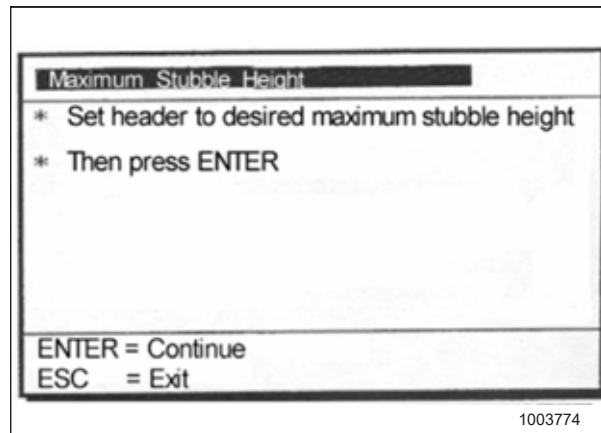 Maximum Stubble Height
* Set header to desired maximum stubble height
* Then press ENTER
ENTER = Continue
ESC = Exit
1003774